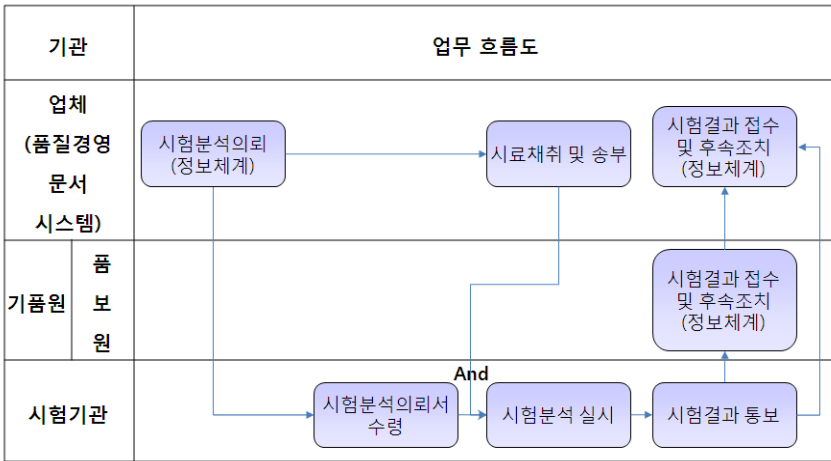 기관
업무 흐름도
업체
(품질경영
문서
시스템)
시험분석의뢰
(정보체계)
시료채취 및 송부
시험결과 접수
및 후속조치
(정보체계)
기품원
품
보
원
시험결과 접수
및 후속조치
(정보체계)
시험기관
And
시험분석의뢰서
수령
시험분석 실시
시험결과 통보